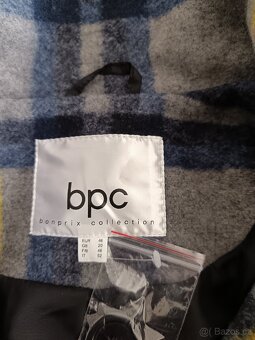 bpc
bonprix collection
EUR 46
GB 20
FR 48
IT 52
Bazos.cz